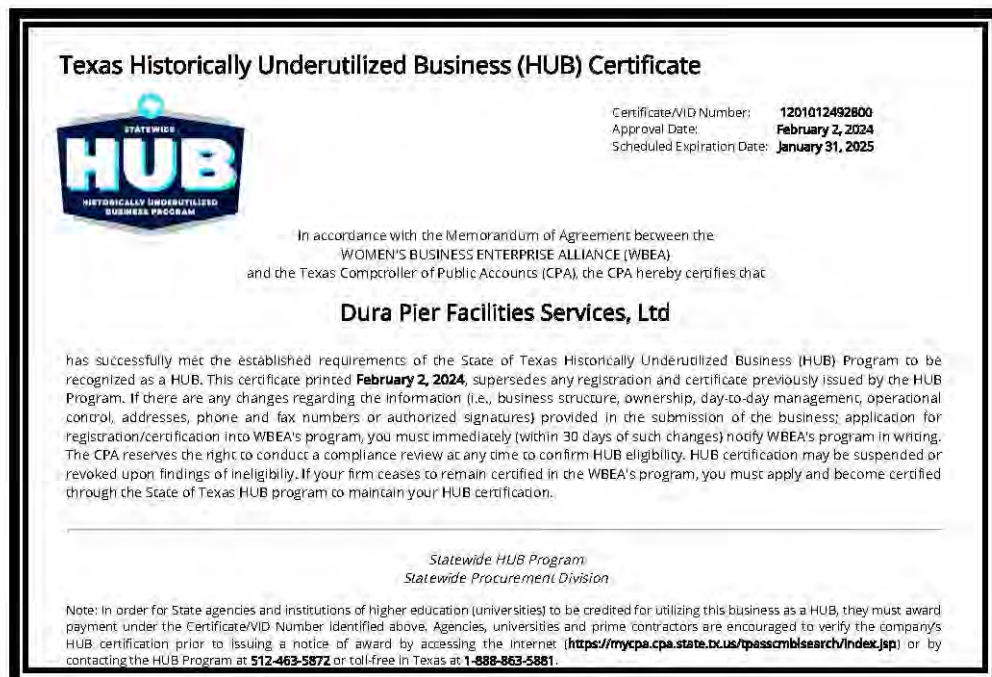 Texas Historically Underutilized Business (HUB) Certificate
STATEWIDE
HUB
HISTORICALLY UNDERUTILIZED
BUSINESS PROGRAM
Certificate/VID Number: 1201012492800
Approval Date: February 2, 2024
Scheduled Expiration Date: January 31, 2025
In accordance with the Memorandum of Agreement between the
WOMEN'S BUSINESS ENTERPRISE ALLIANCE (WBEA)
and the Texas Comptroller of Public Accounts (CPA), the CPA hereby certifies that
Dura Pier Facilities Services, Ltd
has successfully met the established requirements of the State of Texas Historically Underutilized Business (HUB) Program to be
recognized as a HUB. This certificate printed February 2, 2024, supersedes any registration and certificate previously issued by the HUB
Program. If there are any changes regarding the information (i.e., business structure, ownership, day-to-day management, operational
control, addresses, phone and fax numbers or authorized signatures) provided in the submission of the business; application for
registration/certification into WBEA's program, you must immediately (within 30 days of such changes) notify WBEA's program in writing.
The CPA reserves the right to conduct a compliance review at any time to confirm HUB eligibility. HUB certification may be suspended or
revoked upon findings of ineligibiliy. If your firm ceases to remain certified in the WBEA's program, you must apply and become certified
through the State of Texas HUB program to maintain your HUB certification.
Statewide HUB Program
Statewide Procurement Division
Note: In order for State agencies and institutions of higher education (universities) to be credited for utilizing this business as a HUB, they must award
payment under the Certificate/VID Number identified above. Agencies, universities and prime contractors are encouraged to verify the company's
HUB certification prior to issuing a notice of award by accessing the Internet (https://mycpa.cpa.state.tx.us/tpasscmblsearch/index.jsp) or by
contacting the HUB Program at 512-463-5872 or toll-free in Texas at 1-888-863-5881.